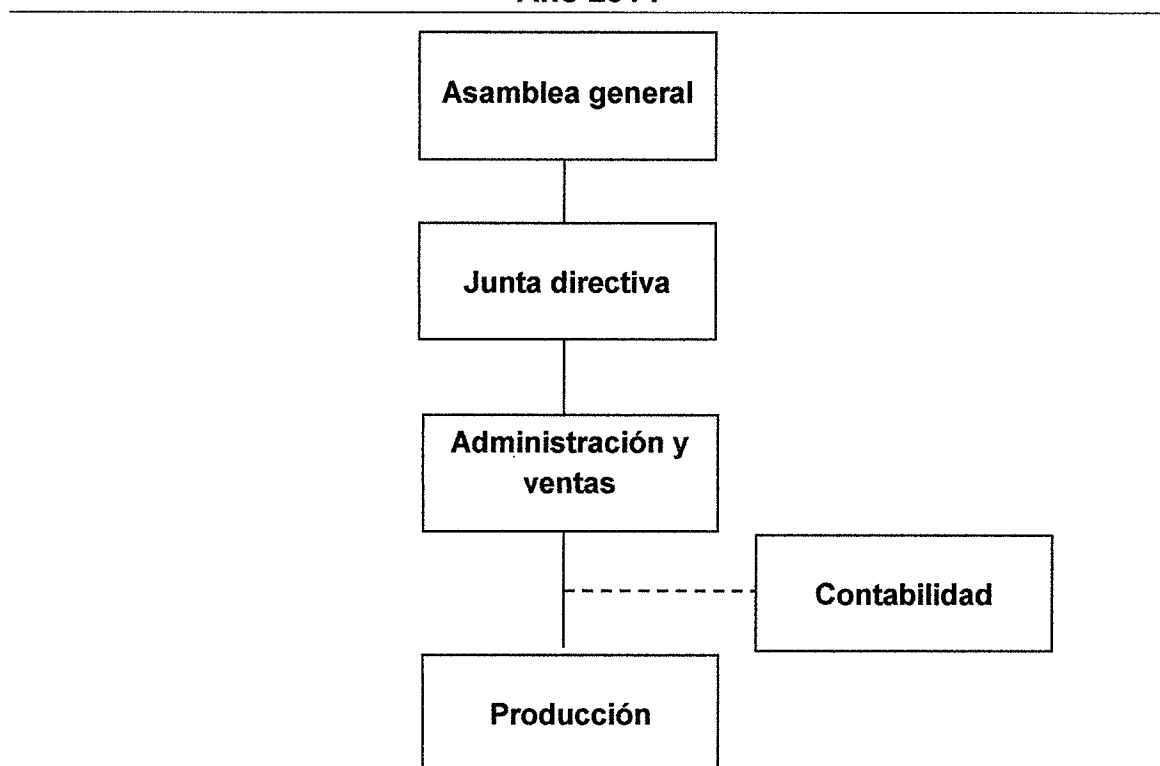 Asamblea general
Junta directiva
Administración y
ventas
Contabilidad
Producción